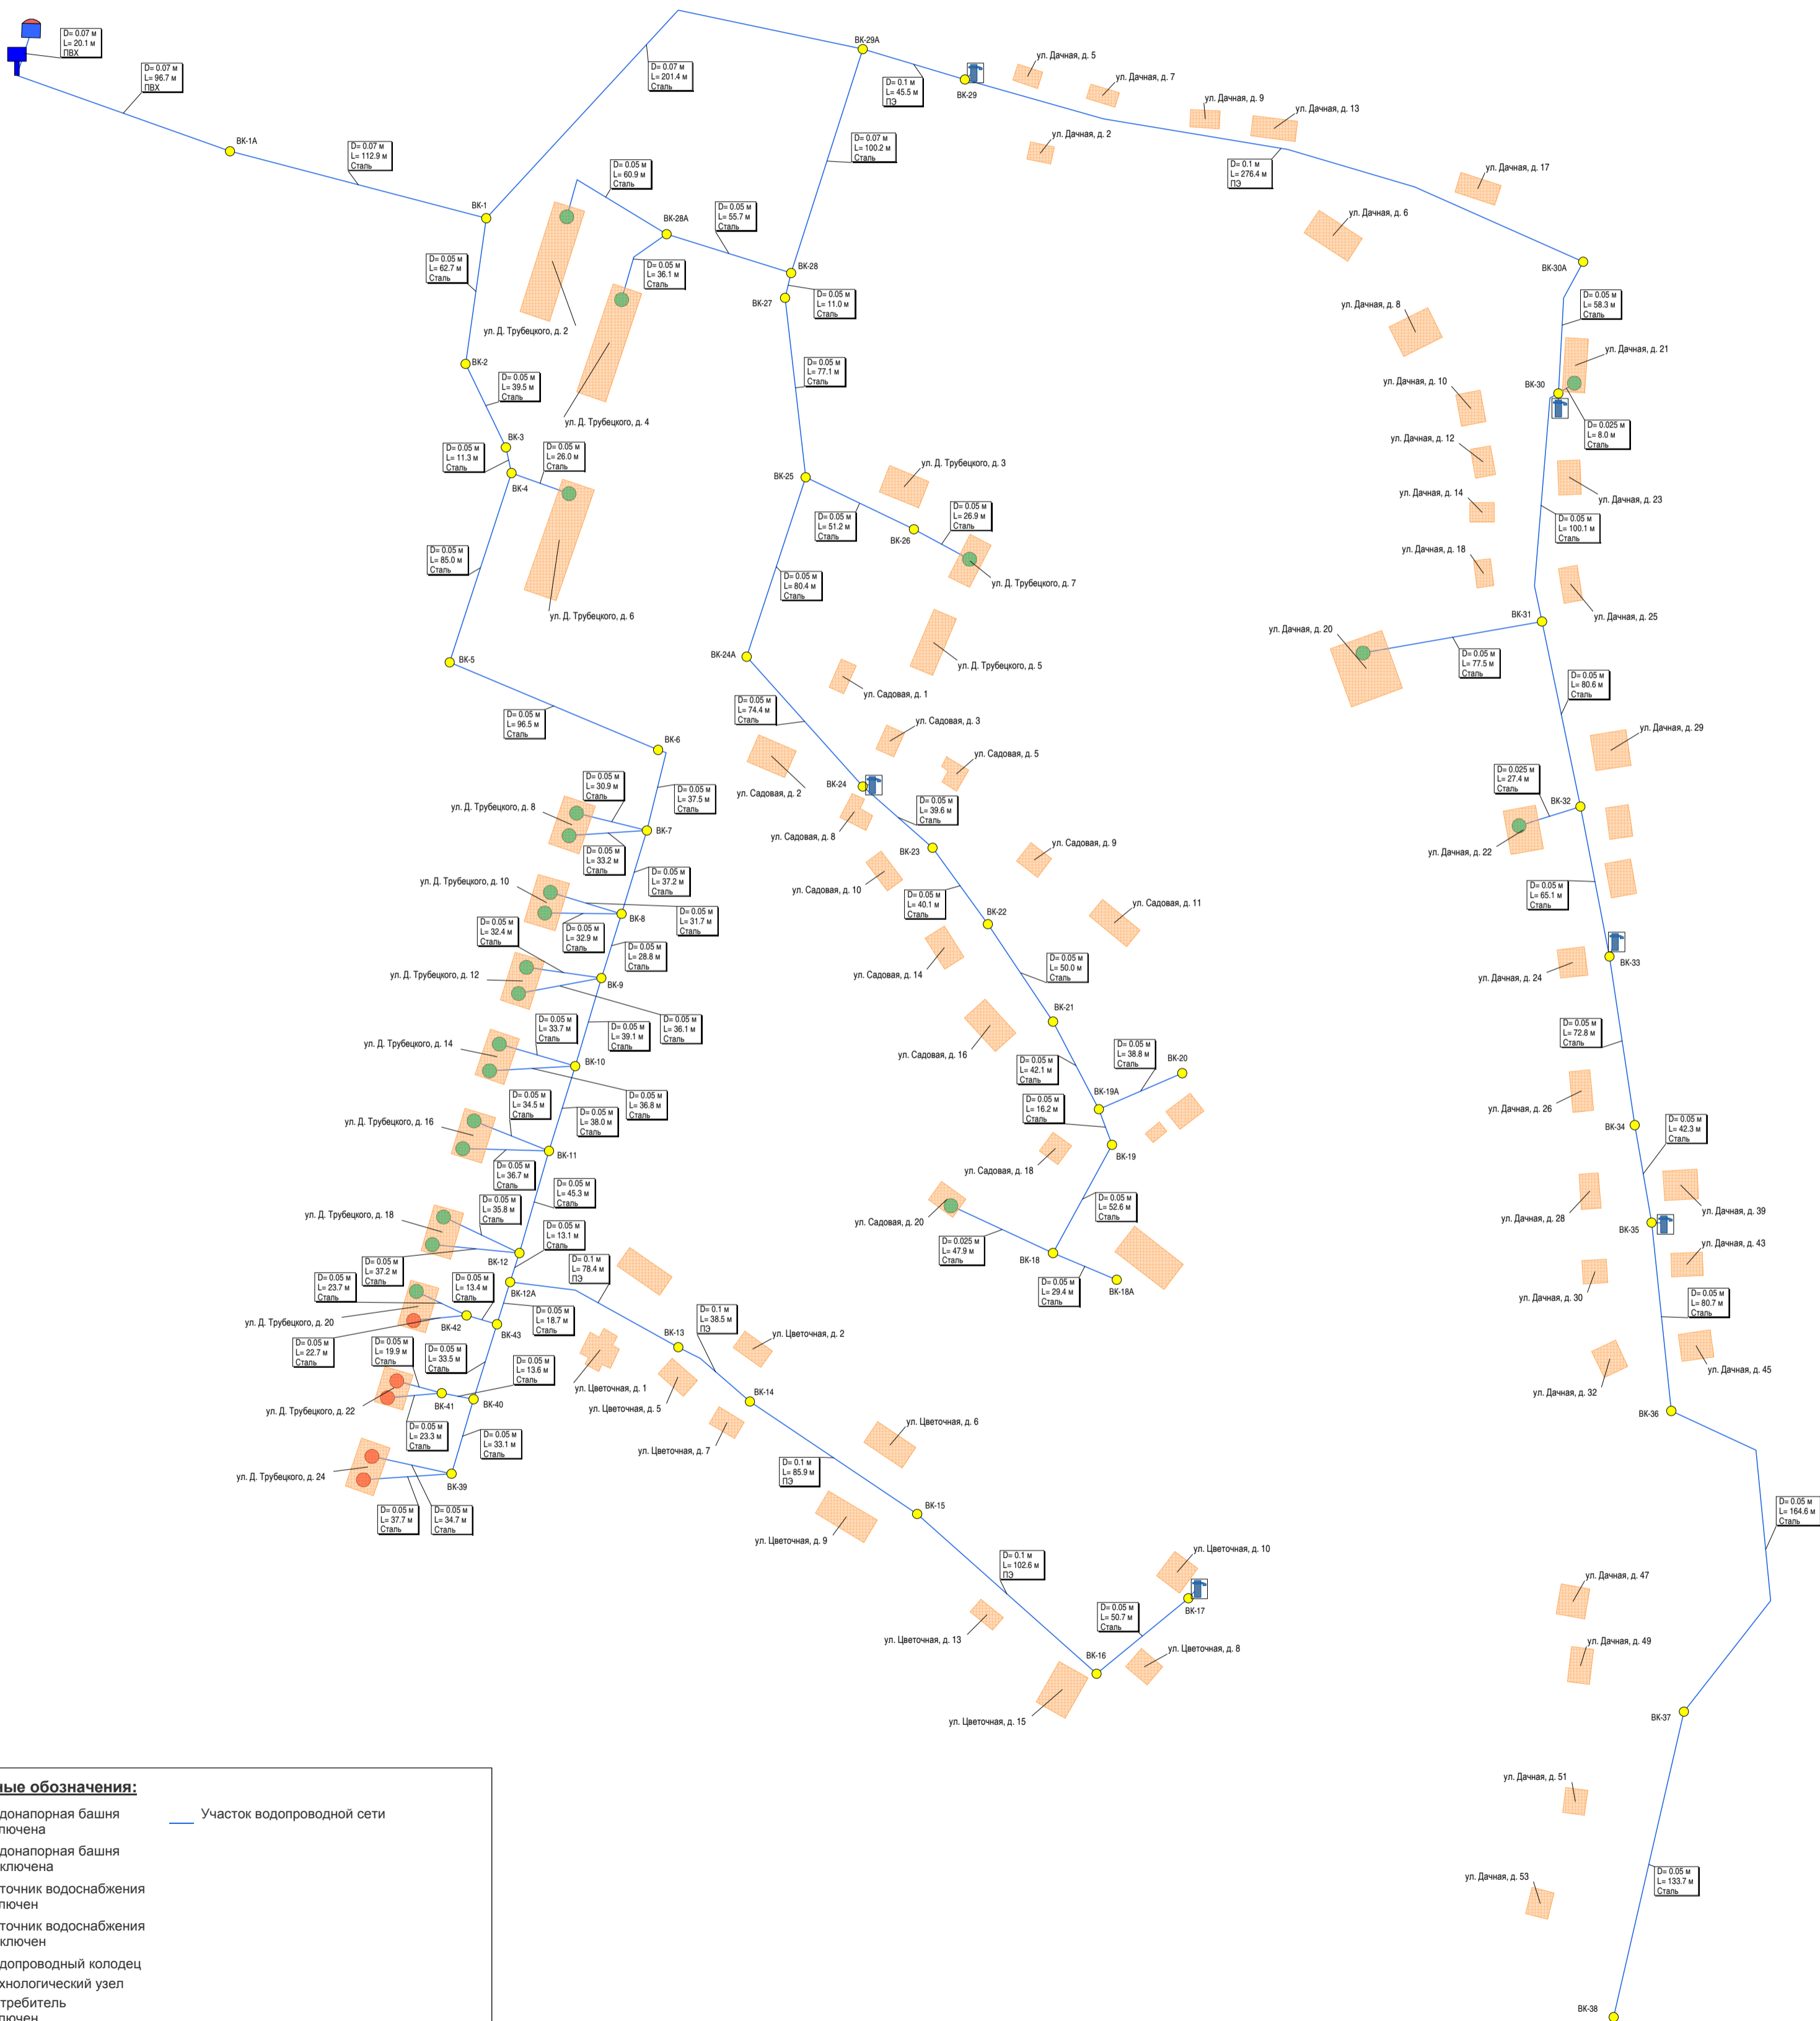 D= 0.07 м
L= 20.1 м
ПВХ
D= 0.07 м
L= 96.7 м
ПВХ
ВК-1А
D= 0.07 м
L= 112.9 м
Сталь
ВК-1
D= 0.07 м
L= 201.4 м
Сталь
ВК-29А
D= 0.1 м
L= 45.5 м
ПЭ
ВК-29
ул. Дачная, д. 5
ул. Дачная, д. 7
ул. Дачная, д. 9
ул. Дачная, д. 13
ул. Дачная, д. 2
D= 0.1 м
L= 276.4 м
ПЭ
ул. Дачная, д. 17
ул. Дачная, д. 6
ВК-30А
D= 0.07 м
L= 100.2 м
Сталь
D= 0.05 м
L= 60.9 м
Сталь
ВК-28А
D= 0.05 м
L= 55.7 м
Сталь
D= 0.05 м
L= 62.7 м
Сталь
D= 0.05 м
L= 36.1 м
Сталь
ВК-28
ВК-27
D= 0.05 м
L= 11.0 м
Сталь
ул. Д. Трубецкого, д. 2
ВК-2
D= 0.05 м
L= 39.5 м
Сталь
D= 0.05 м
L= 77.1 м
Сталь
ул. Д. Трубецкого, д. 4
ВК-3
D= 0.05 м
L= 11.3 м
Сталь
D= 0.05 м
L= 26.0 м
Сталь
ВК-4
ВК-25
ул. Д. Трубецкого, д. 3
D= 0.05 м
L= 51.2 м
Сталь
D= 0.05 м
L= 26.9 м
Сталь
ВК-26
ул. Д. Трубецкого, д. 7
D= 0.05 м
L= 85.0 м
Сталь
D= 0.05 м
L= 80.4 м
Сталь
ул. Д. Трубецкого, д. 6
ВК-5
ВК-24А
ул. Д. Трубецкого, д. 5
ул. Дачная, д. 8
D= 0.05 м
L= 58.3 м
Сталь
ул. Дачная, д. 21
ул. Дачная, д. 10
ВК-30
D= 0.025 м
L= 8.0 м
Сталь
ул. Дачная, д. 12
ул. Дачная, д. 14
ул. Дачная, д. 23
D= 0.05 м
L= 100.1 м
Сталь
ул. Дачная, д. 18
ВК-31
ул. Дачная, д. 25
ул. Дачная, д. 20
D= 0.05 м
L= 77.5 м
Сталь
D= 0.05 м
L= 80.6 м
Сталь
ул. Садовая, д. 1
D= 0.05 м
L= 74.4 м
Сталь
D= 0.05 м
L= 96.5 м
Сталь
ул. Садовая, д. 3
ул. Садовая, д. 5
ВК-6
ул. Садовая, д. 2
ВК-24
D= 0.05 м
L= 39.6 м
Сталь
ул. Садовая, д. 8
ул. Дачная, д. 29
D= 0.025 м
L= 27.4 м
Сталь
ВК-32
ул. Дачная, д. 22
D= 0.05 м
L= 30.9 м
Сталь
D= 0.05 м
L= 37.5 м
Сталь
ул. Д. Трубецкого, д. 8
ВК-7
D= 0.05 м
L= 33.2 м
Сталь
ВК-23
ул. Садовая, д. 9
ул. Садовая, д. 10
D= 0.05 м
L= 37.2 м
Сталь
D= 0.05 м
L= 40.1 м
Сталь
ул. Д. Трубецкого, д. 10
ВК-8
D= 0.05 м
L= 31.7 м
Сталь
D= 0.05 м
L= 32.9 м
Сталь
D= 0.05 м
L= 32.4 м
Сталь
D= 0.05 м
L= 28.8 м
Сталь
ВК-22
ул. Садовая, д. 11
D= 0.05 м
L= 65.1 м
Сталь
ВК-33
ул. Дачная, д. 24
ул. Садовая, д. 14
D= 0.05 м
L= 50.0 м
Сталь
ул. Д. Трубецкого, д. 12
ВК-9
D= 0.05 м
L= 33.7 м
Сталь
D= 0.05 м
L= 39.1 м
Сталь
D= 0.05 м
L= 36.1 м
Сталь
ул. Д. Трубецкого, д. 14
ВК-10
ВК-21
ул. Садовая, д. 16
D= 0.05 м
L= 42.1 м
Сталь
D= 0.05 м
L= 38.8 м
Сталь
ВК-20
D= 0.05 м
L= 72.8 м
Сталь
D= 0.05 м
L= 34.5 м
Сталь
D= 0.05 м
L= 38.0 м
Сталь
D= 0.05 м
L= 36.8 м
Сталь
D= 0.05 м
L= 16.2 м
Сталь
ВК-19А
ул. Дачная, д. 26
ул. Д. Трубецкого, д. 16
ВК-11
D= 0.05 м
L= 36.7 м
Сталь
D= 0.05 м
L= 45.3 м
Сталь
ВК-19
ул. Садовая, д. 18
ВК-34
D= 0.05 м
L= 42.3 м
Сталь
D= 0.05 м
L= 35.8 м
Сталь
ул. Д. Трубецкого, д. 18
D= 0.05 м
L= 13.1 м
Сталь
ул. Садовая, д. 20
D= 0.05 м
L= 52.6 м
Сталь
D= 0.025 м
L= 47.9 м
Сталь
ВК-18
D= 0.05 м
L= 29.4 м
Сталь
ВК-18А
ул. Дачная, д. 28
ВК-35
ул. Дачная, д. 39
ул. Дачная, д. 43
ул. Дачная, д. 30
D= 0.05 м
L= 80.7 м
Сталь
ул. Дачная, д. 45
ул. Дачная, д. 32
ВК-36
D= 0.05 м
L= 37.2 м
Сталь
ВК-12
D= 0.1 м
L= 78.4 м
ПЭ
D= 0.05 м
L= 23.7 м
Сталь
D= 0.05 м
L= 13.4 м
Сталь
ВК-12А
ул. Д. Трубецкого, д. 20
ВК-42
ВК-43
D= 0.05 м
L= 18.7 м
Сталь
ВК-13
D= 0.1 м
L= 38.5 м
ПЭ
ул. Цветочная, д. 2
D= 0.05 м
L= 22.7 м
Сталь
D= 0.05 м
L= 19.9 м
Сталь
D= 0.05 м
L= 33.5 м
Сталь
D= 0.05 м
L= 13.6 м
Сталь
ул. Цветочная, д. 1
ул. Цветочная, д. 5
ВК-14
ул. Д. Трубецкого, д. 22
ВК-41
ВК-40
D= 0.05 м
L= 23.3 м
Сталь
D= 0.05 м
L= 33.1 м
Сталь
ул. Цветочная, д. 7
ул. Цветочная, д. 6
D= 0.1 м
L= 85.9 м
ПЭ
ул. Д. Трубецкого, д. 24
ВК-39
D= 0.05 м
L= 37.7 м
Сталь
D= 0.05 м
L= 34.7 м
Сталь
ВК-15
ул. Цветочная, д. 9
D= 0.05 м
L= 164.6 м
Сталь
D= 0.1 м
L= 102.6 м
ПЭ
ул. Цветочная, д. 10
ВК-17
D= 0.05 м
L= 50.7 м
Сталь
ул. Цветочная, д. 13
ул. Цветочная, д. 8
ВК-16
ул. Цветочная, д. 15
ул. Дачная, д. 47
ул. Дачная, д. 49
ВК-37
ул. Дачная, д. 51
ул. Дачная, д. 53
D= 0.05 м
L= 133.7 м
Сталь
ВК-38
ные обозначения:
донапорная башня
лючена
Участок водопроводной сети
донапорная башня
ключена
точник водоснабжения
лючен
точник водоснабжения
ключен
допроводный колодец
хнологический узел
требитель
лючен